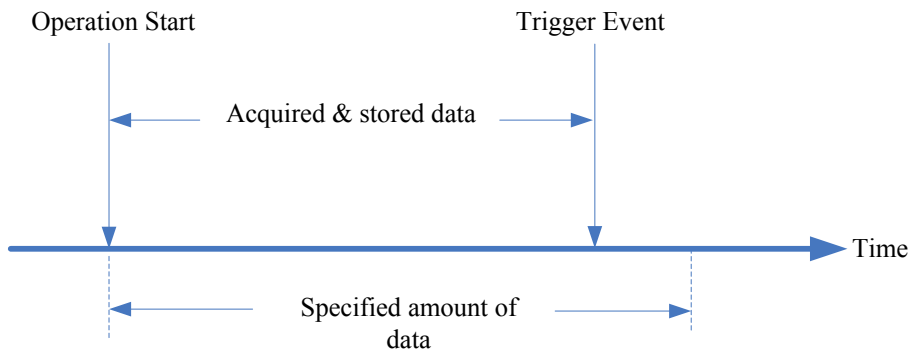 Operation Start
Trigger Event
Acquired & stored data
Time
Specified amount of
data